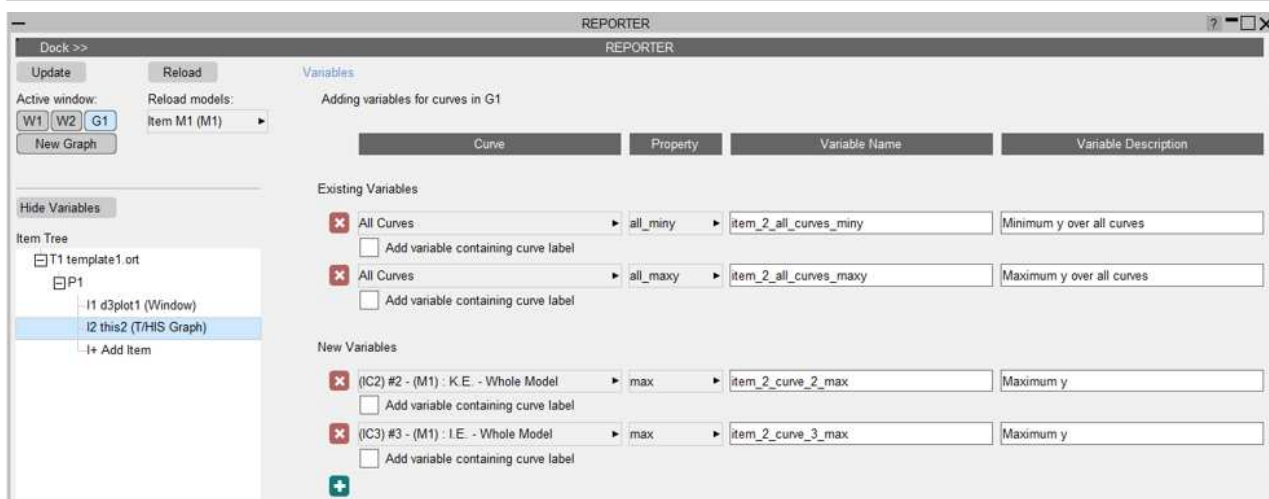 REPORTER
?
Dock >> REPORTER
Update Reload Variables
Active window: Reload models: Adding variables for curves in G1
W1 W2 G1 Item M1 (M1)
New Graph Curve Property Variable Name Variable Description
Existing Variables
Hide Variables
All Curves all_miny item_2_all_curves_miny Minimum y over all curves
Item Tree Add variable containing curve label
T1 template1.ort
All Curves all_maxy item_2_all_curves_maxy Maximum y over all curves
P1
I1 d3plot1 (Window) Add variable containing curve label
I2 this2 (T/HIS Graph)
I+ Add Item New Variables
(IC2) #2 - (M1) : K.E. - Whole Model max item_2_curve_2_max Maximum y
Add variable containing curve label
(IC3) #3 - (M1) : I.E. - Whole Model max item_2_curve_3_max Maximum y
Add variable containing curve label